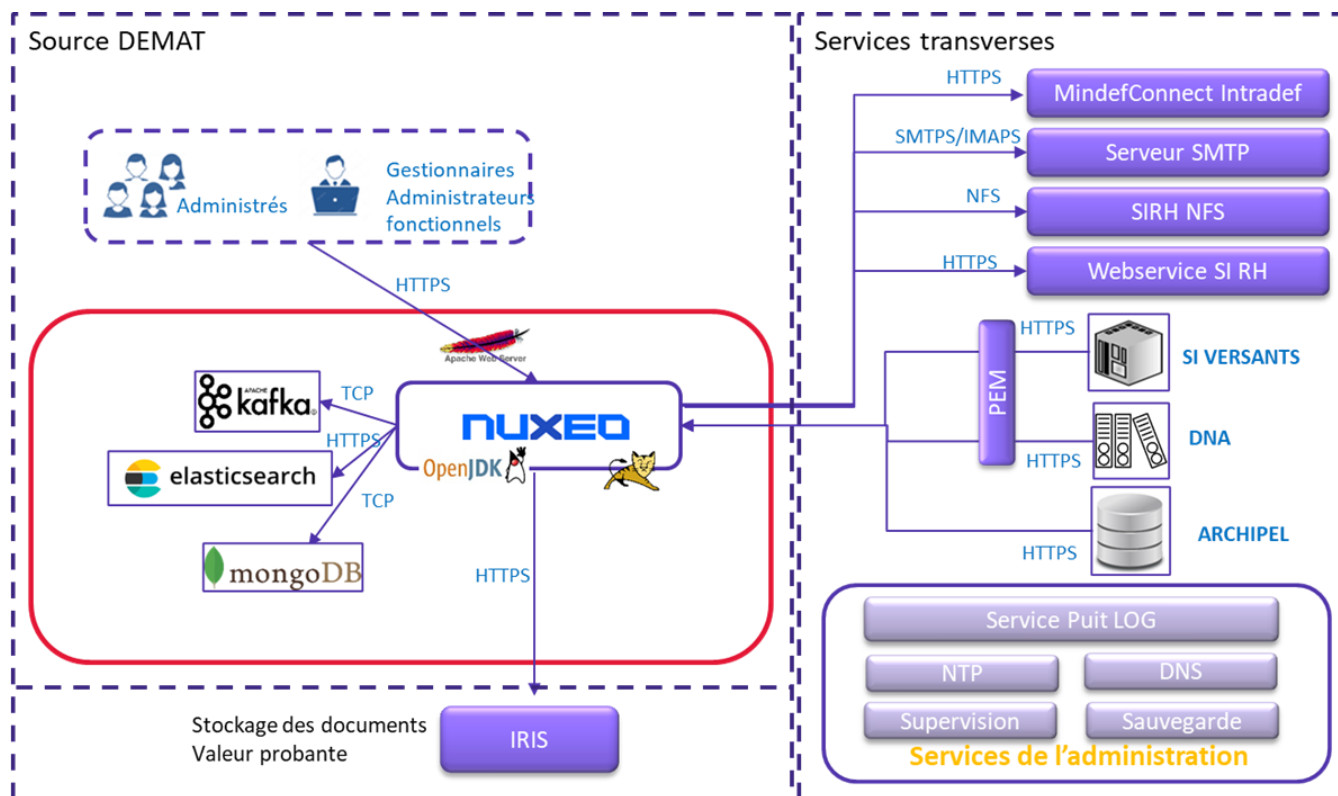 Source DEMAT
Administrés
Gestionnaires
Administrateurs
fonctionnels
HTTPS
Apache Web Server
APACHE
kafka
TCP
HTTPS
elasticsearch
TCP
mongoDB
NUXEO
OpenJDK
HTTPS
Stockage des documents
Valeur probante
IRIS
Services transverses
HTTPS
MindefConnect Intradef
SMTPS/IMAPS
Serveur SMTP
NFS
SIRH NFS
HTTPS
Webservice SI RH
PEM
HTTPS
SI VERSANTS
HTTPS
DNA
HTTPS
ARCHIPEL
Service Puit LOG
NTP
DNS
Supervision
Sauvegarde
Services de l’administration